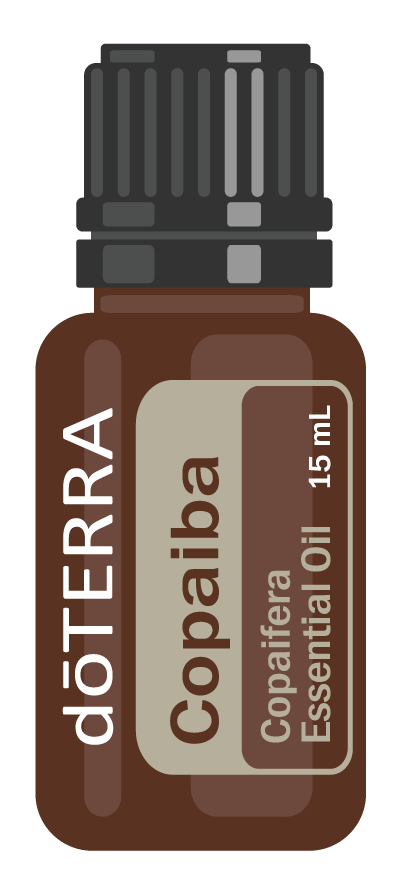 dōTERRA
Copaiba
Copaifera
Essential Oil
15 mL